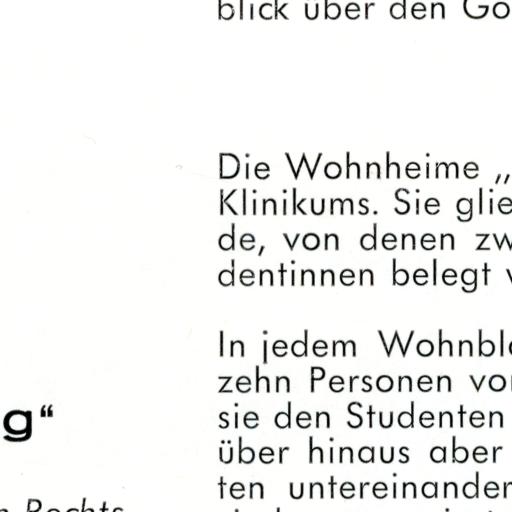 blick über den Go
Die Wohnheime „
Klinikums. Sie glie
de, von denen zw
dentinnen belegt
In jedem Wohnblo
zehn Personen vo
sie den Studenten
über hinaus aber
ten untereinander
g“
Rechts